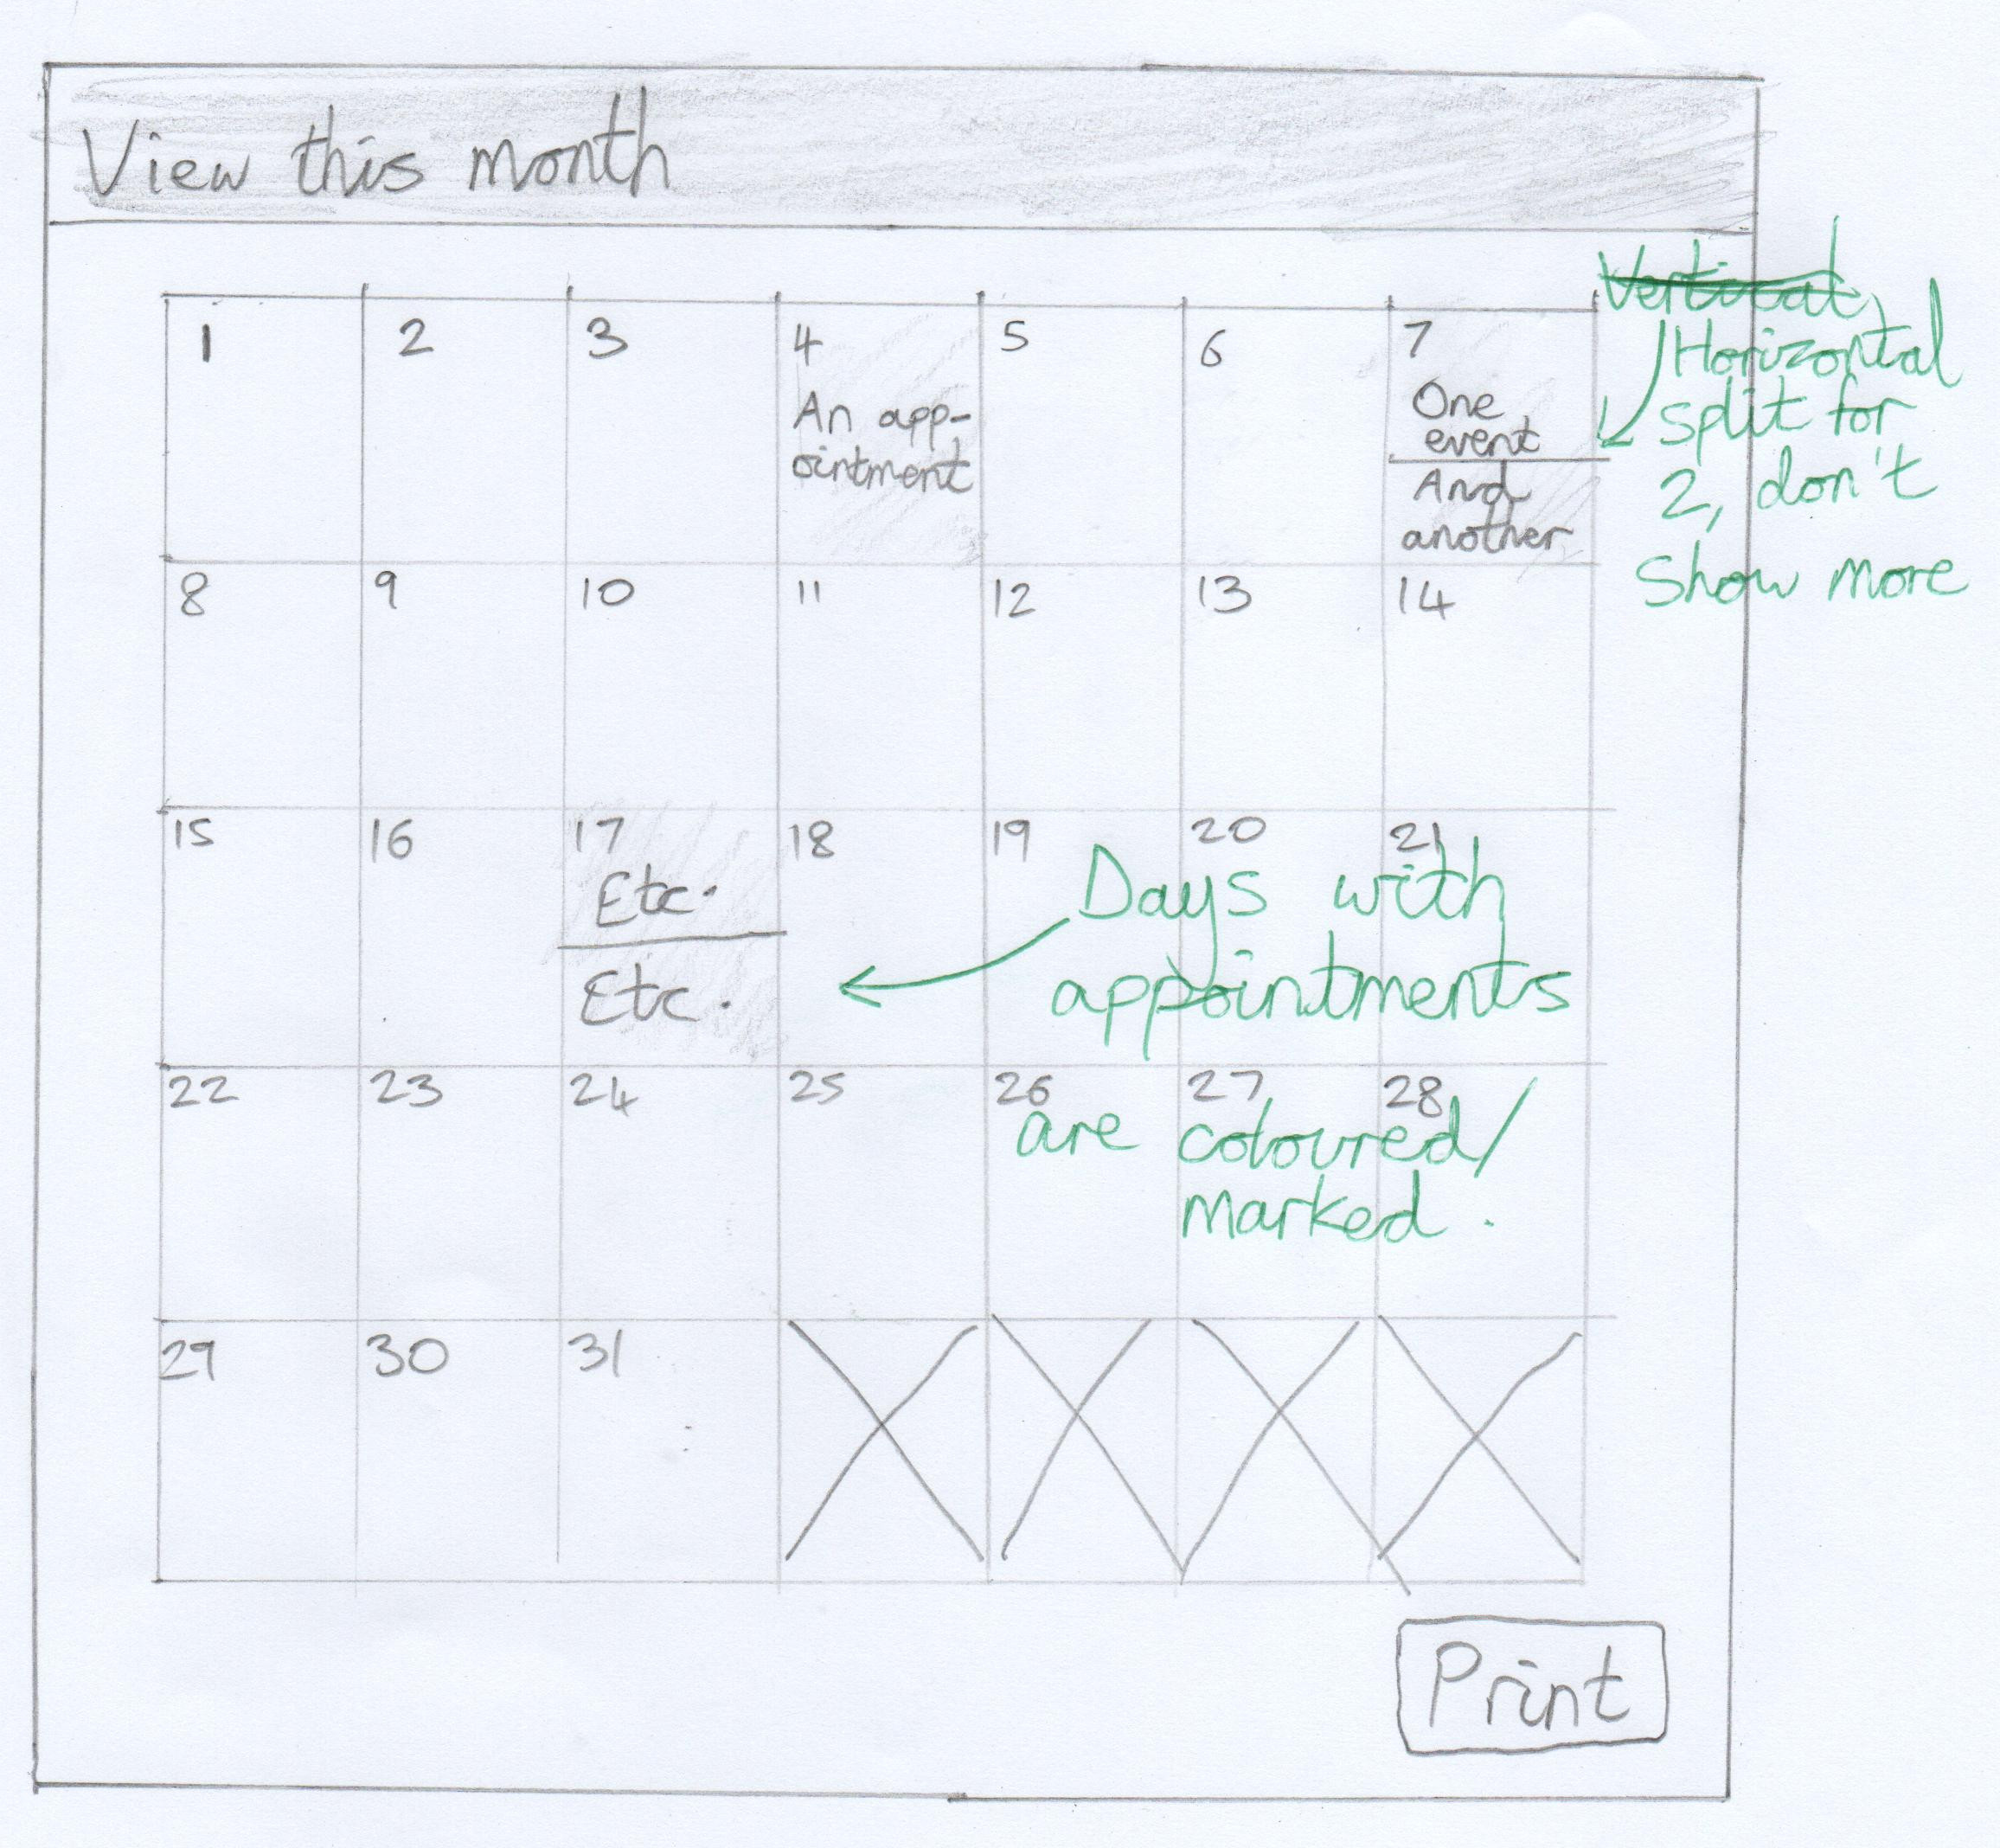 View this month
1 2 3 4 5 6 7
An app-
ointment
One
event
And
another
Vertical
Horizontal
split for
2, don't
Show more
8 9 10 11 12 13 14
15 16 17 18 19 20 21
Etc.
Etc.
Days with
appointments
22 23 24 25 26 27 28
are coloured/
marked.
29 30 31
Print